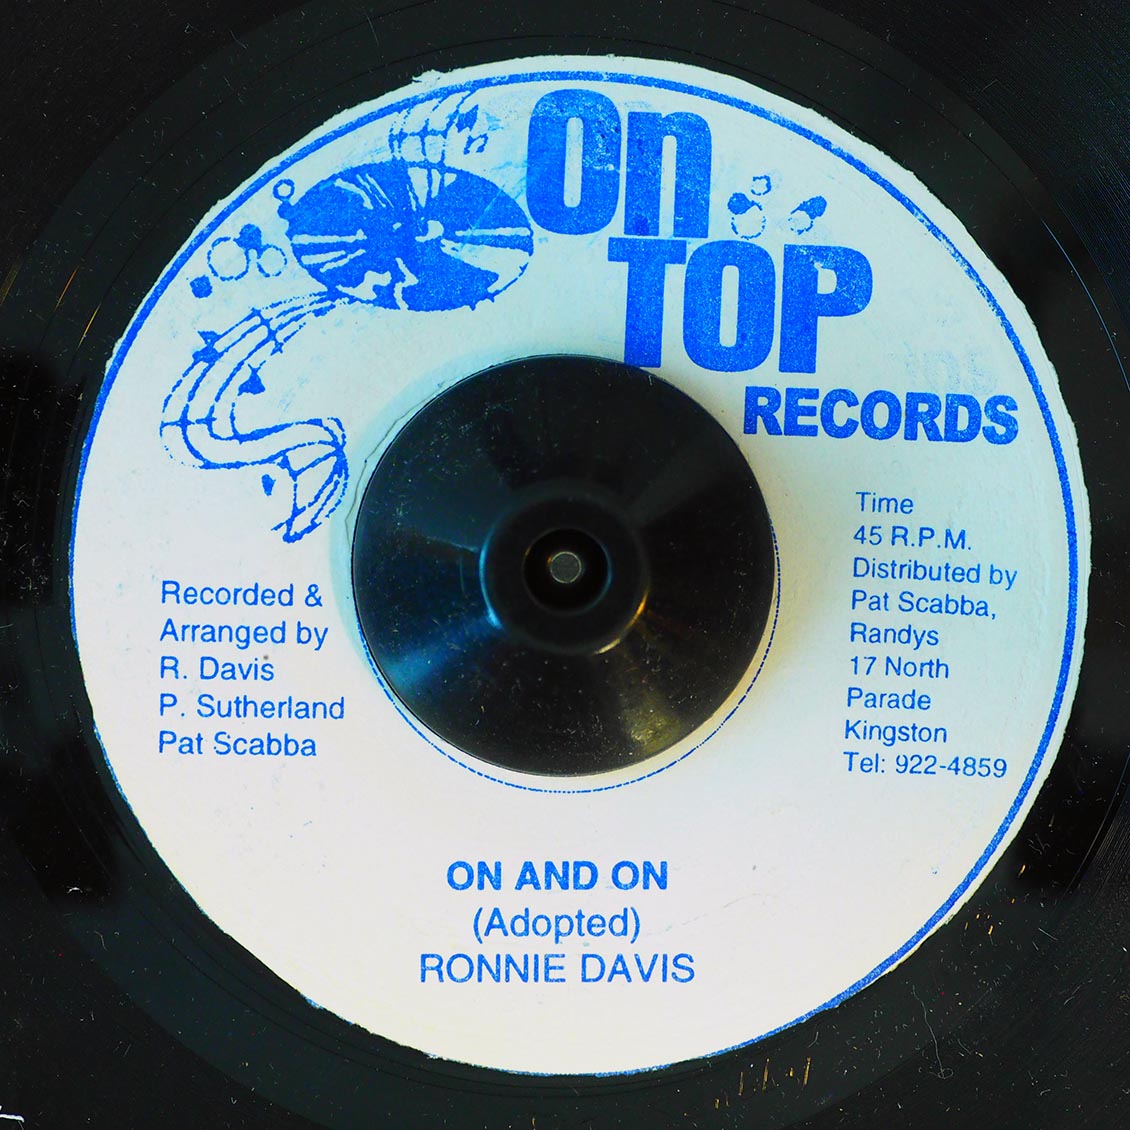 On
TOP
RECORDS
Time
45 R.P.M.
Distributed by
Pat Scabba,
Randys
17 North
Parade
Kingston
Tel: 922-4859
Recorded &
Arranged by
R. Davis
P. Sutherland
Pat Scabba
ON AND ON
(Adopted)
RONNIE DAVIS